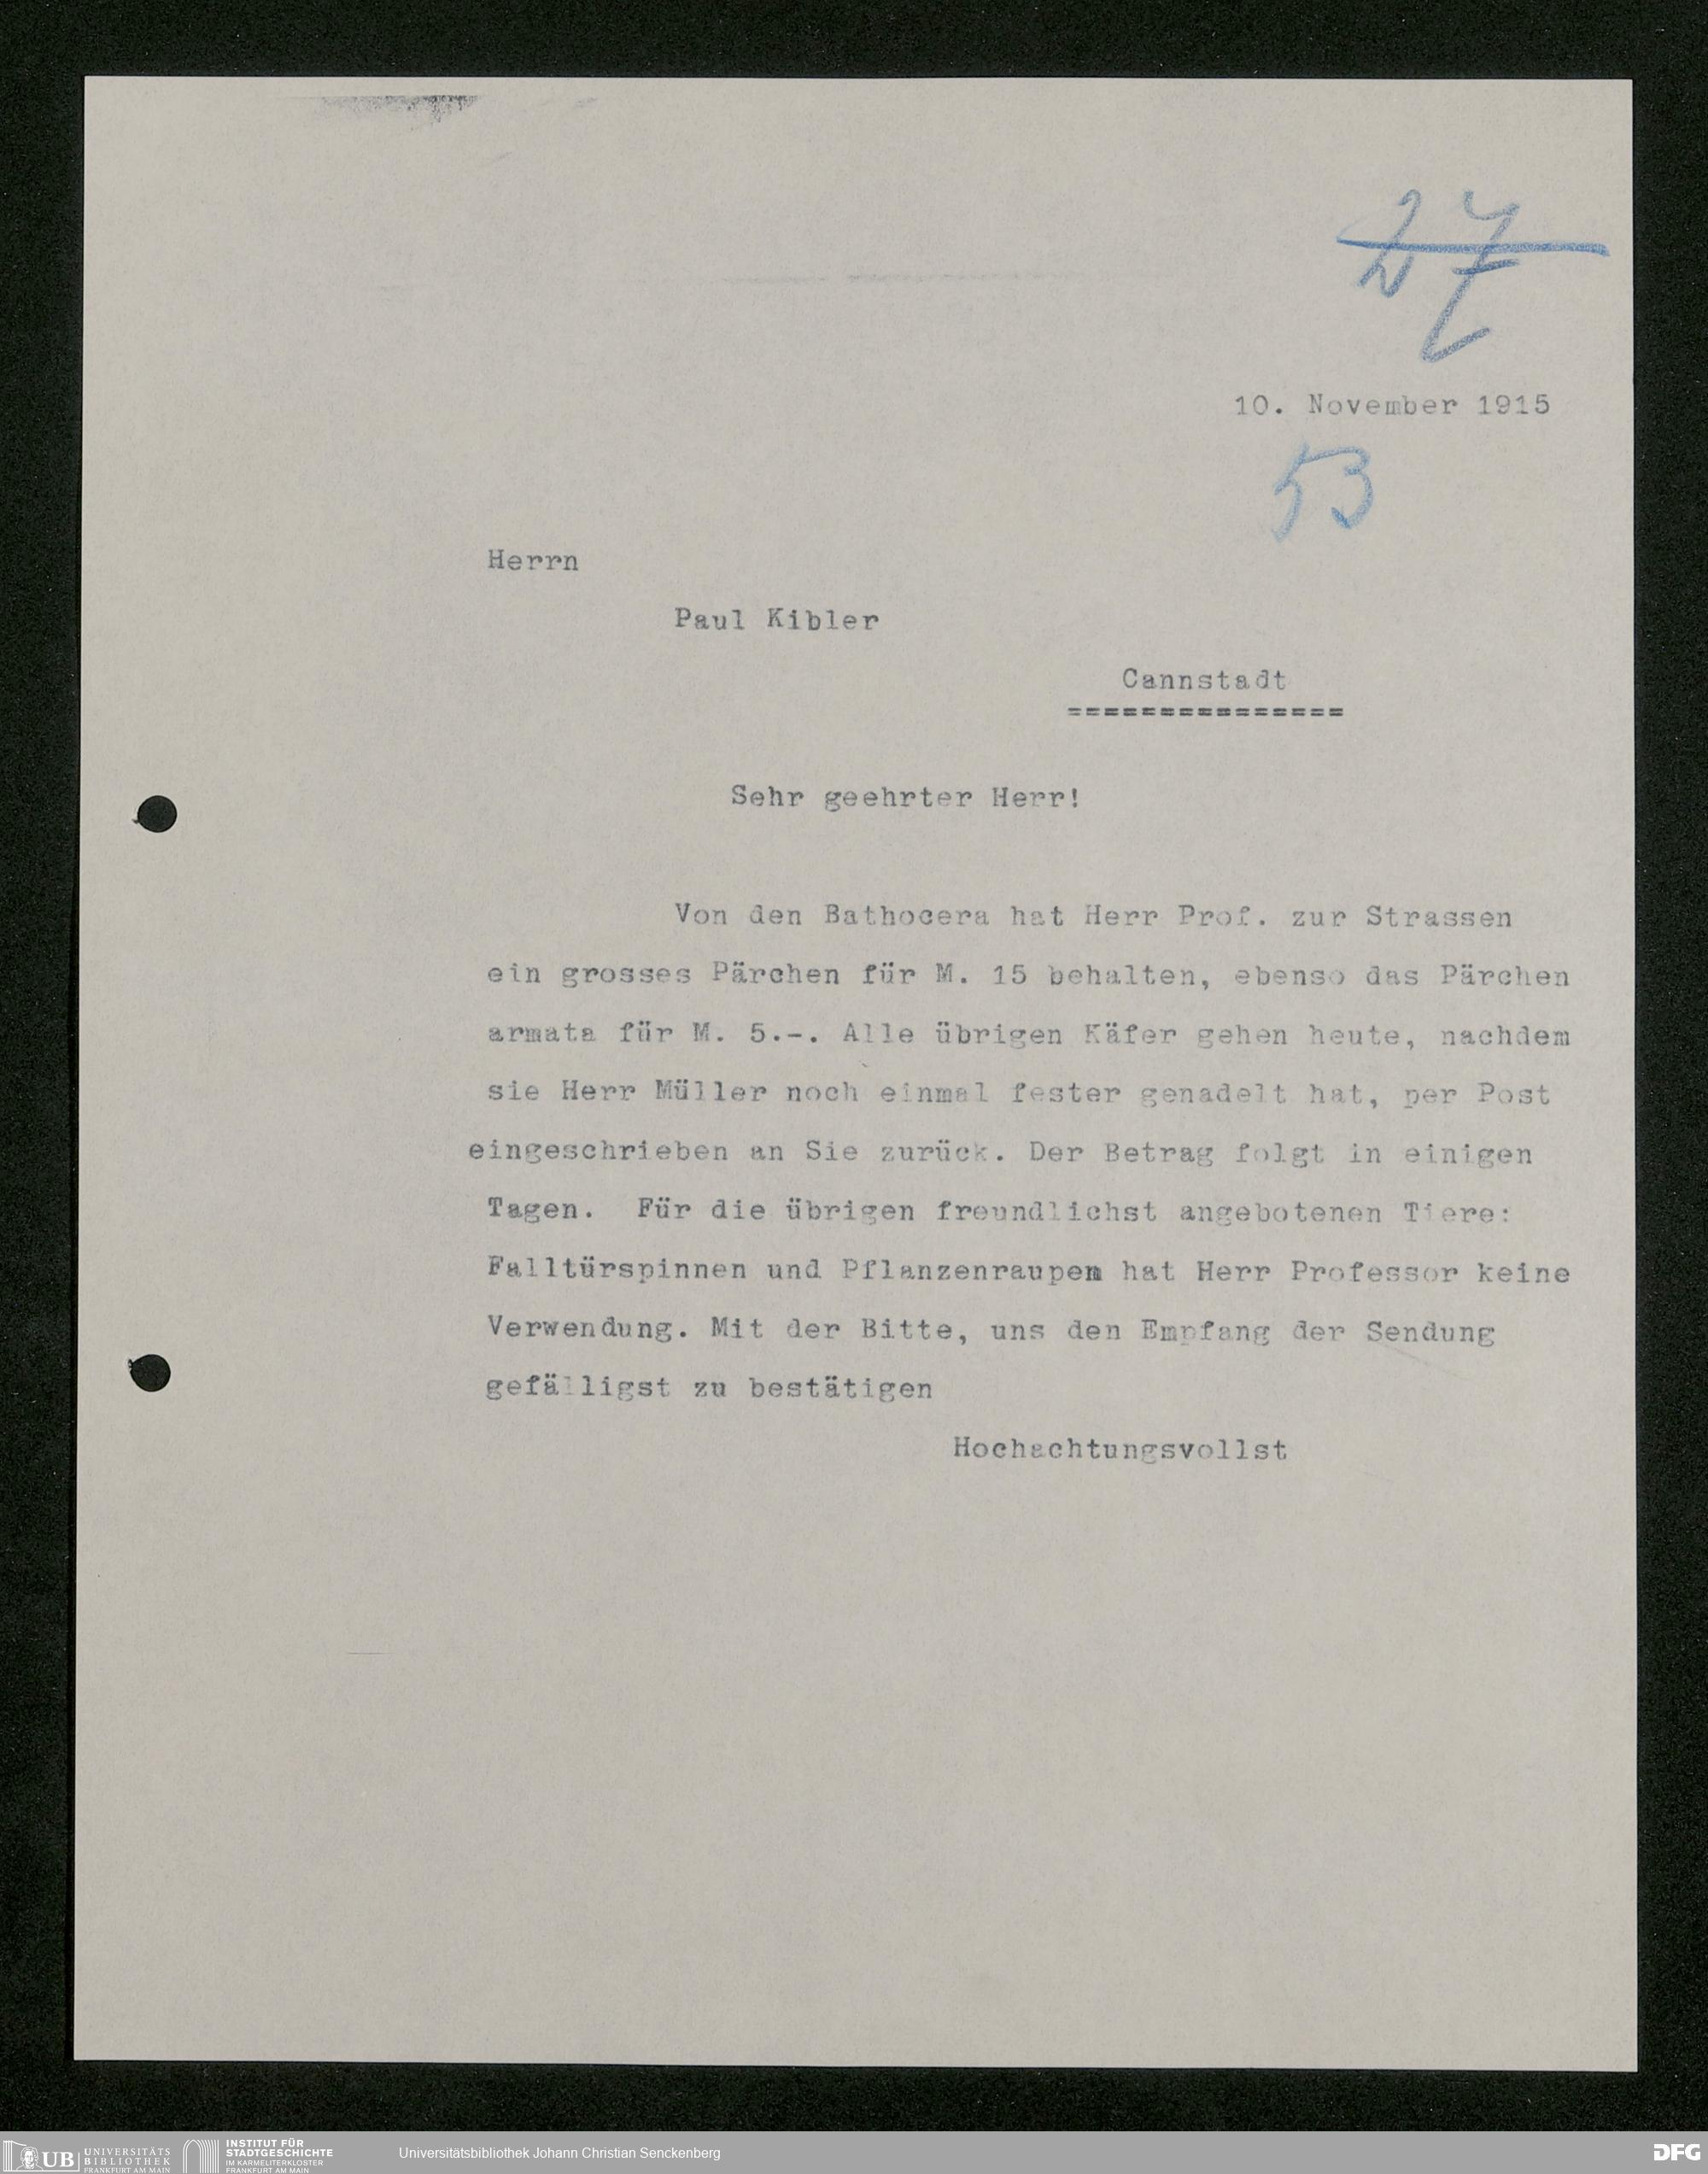 27
10. November 1915
53
Herrn
Paul Kibler
Cannstadt
===============
Sehr geehrter Herr!
Von den Bathocera hat Herr Prof. zur Strassen
ein grosses Pärchen für M. 15 behalten, ebenso das Pärchen
armata für M. 5.-. Alle übrigen Käfer gehen heute, nachdem
sie Herr Müller noch einmal fester genadelt hat, per Post
eingeschrieben an Sie zurück. Der Betrag folgt in einigen
Tagen. Für die übrigen freundlichst angebotenen Tiere:
Falltürspinnen und Pflanzenraupen hat Herr Professor keine
Verwendung. Mit der Bitte, uns den Empfang der Sendung
gefälligst zu bestätigen
Hochachtungsvollst
UB UNIVERSITÄTS
BIBLIOTHEK
FRANKFURT AM MAIN
INSTITUT FÜR
STADTGESCHICHTE
IM KARMELITERKLOSTER
FRANKFURT AM MAIN
Universitätsbibliothek Johann Christian Senckenberg
DFG